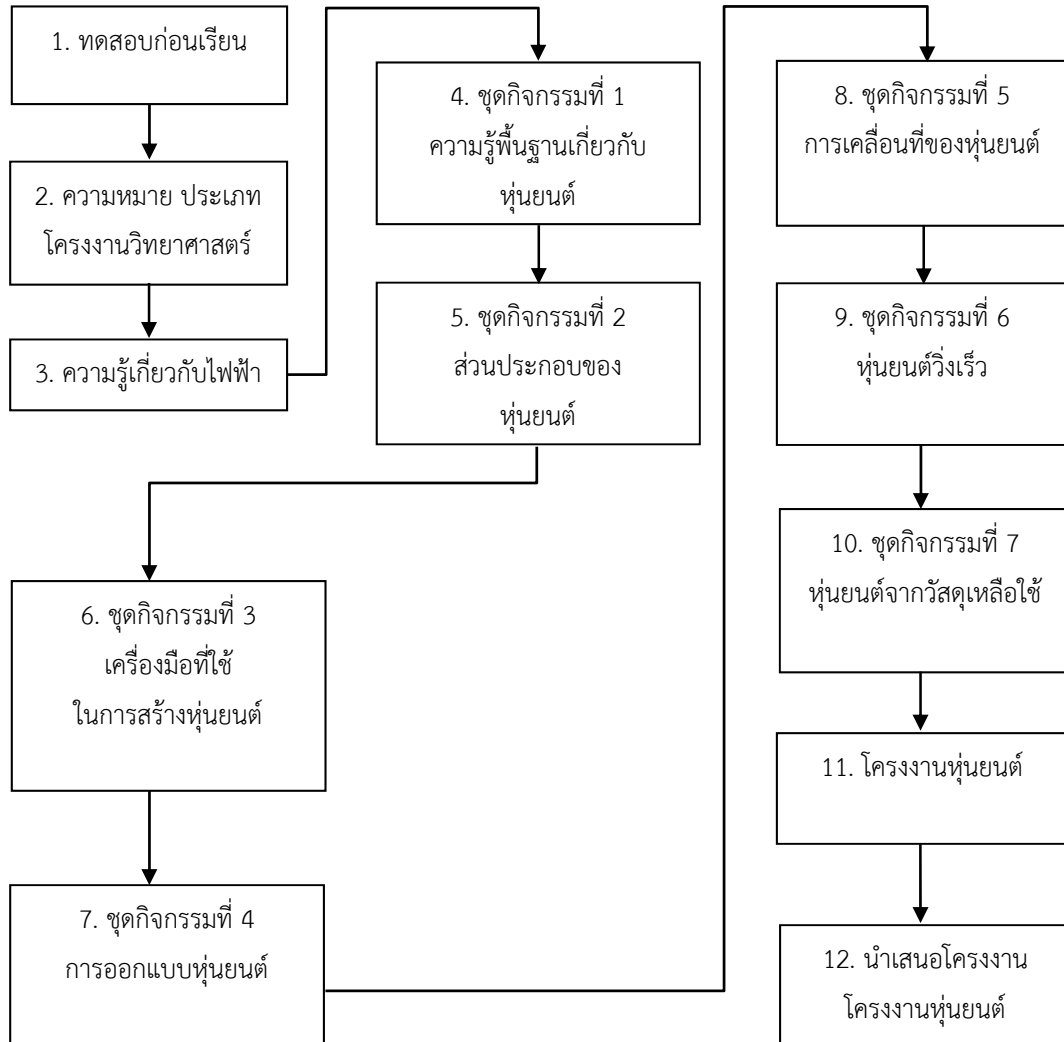 1. ทดสอบก่อนเรียน
2. ความหมาย ประเภท
โครงงานวิทยาศาสตร์
3. ความรู้เกี่ยวกับไฟฟ้า
4. ชุดกิจกรรมที่ 1
ความรู้พื้นฐานเกี่ยวกับ
หุ่นยนต์
5. ชุดกิจกรรมที่ 2
ส่วนประกอบของ
หุ่นยนต์
6. ชุดกิจกรรมที่ 3
เครื่องมือที่ใช้
ในการสร้างหุ่นยนต์
7. ชุดกิจกรรมที่ 4
การออกแบบหุ่นยนต์
8. ชุดกิจกรรมที่ 5
การเคลื่อนที่ของหุ่นยนต์
9. ชุดกิจกรรมที่ 6
หุ่นยนต์วิ่งเร็ว
10. ชุดกิจกรรมที่ 7
หุ่นยนต์จากวัสดุเหลือใช้
11. โครงงานหุ่นยนต์
12. นำเสนอโครงงาน
โครงงานหุ่นยนต์